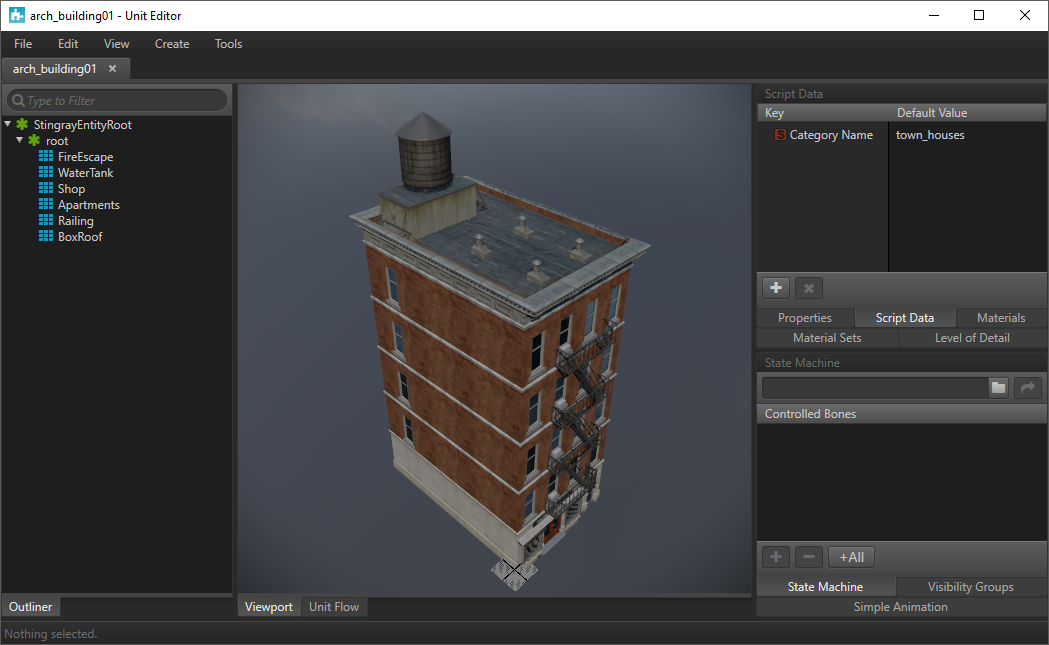 arch_building01 - Unit Editor
File Edit View Create Tools
arch_building01
Type to Filter
StingrayEntityRoot
root
FireEscape
WaterTank
Shop
Apartments
Railing
BoxRoof
Outliner
Viewport Unit Flow
Script Data
Key Default Value
S Category Name town_houses
Properties Script Data Materials
Material Sets Level of Detail
State Machine
Controlled Bones
+All
State Machine Visibility Groups
Simple Animation
Nothing selected.